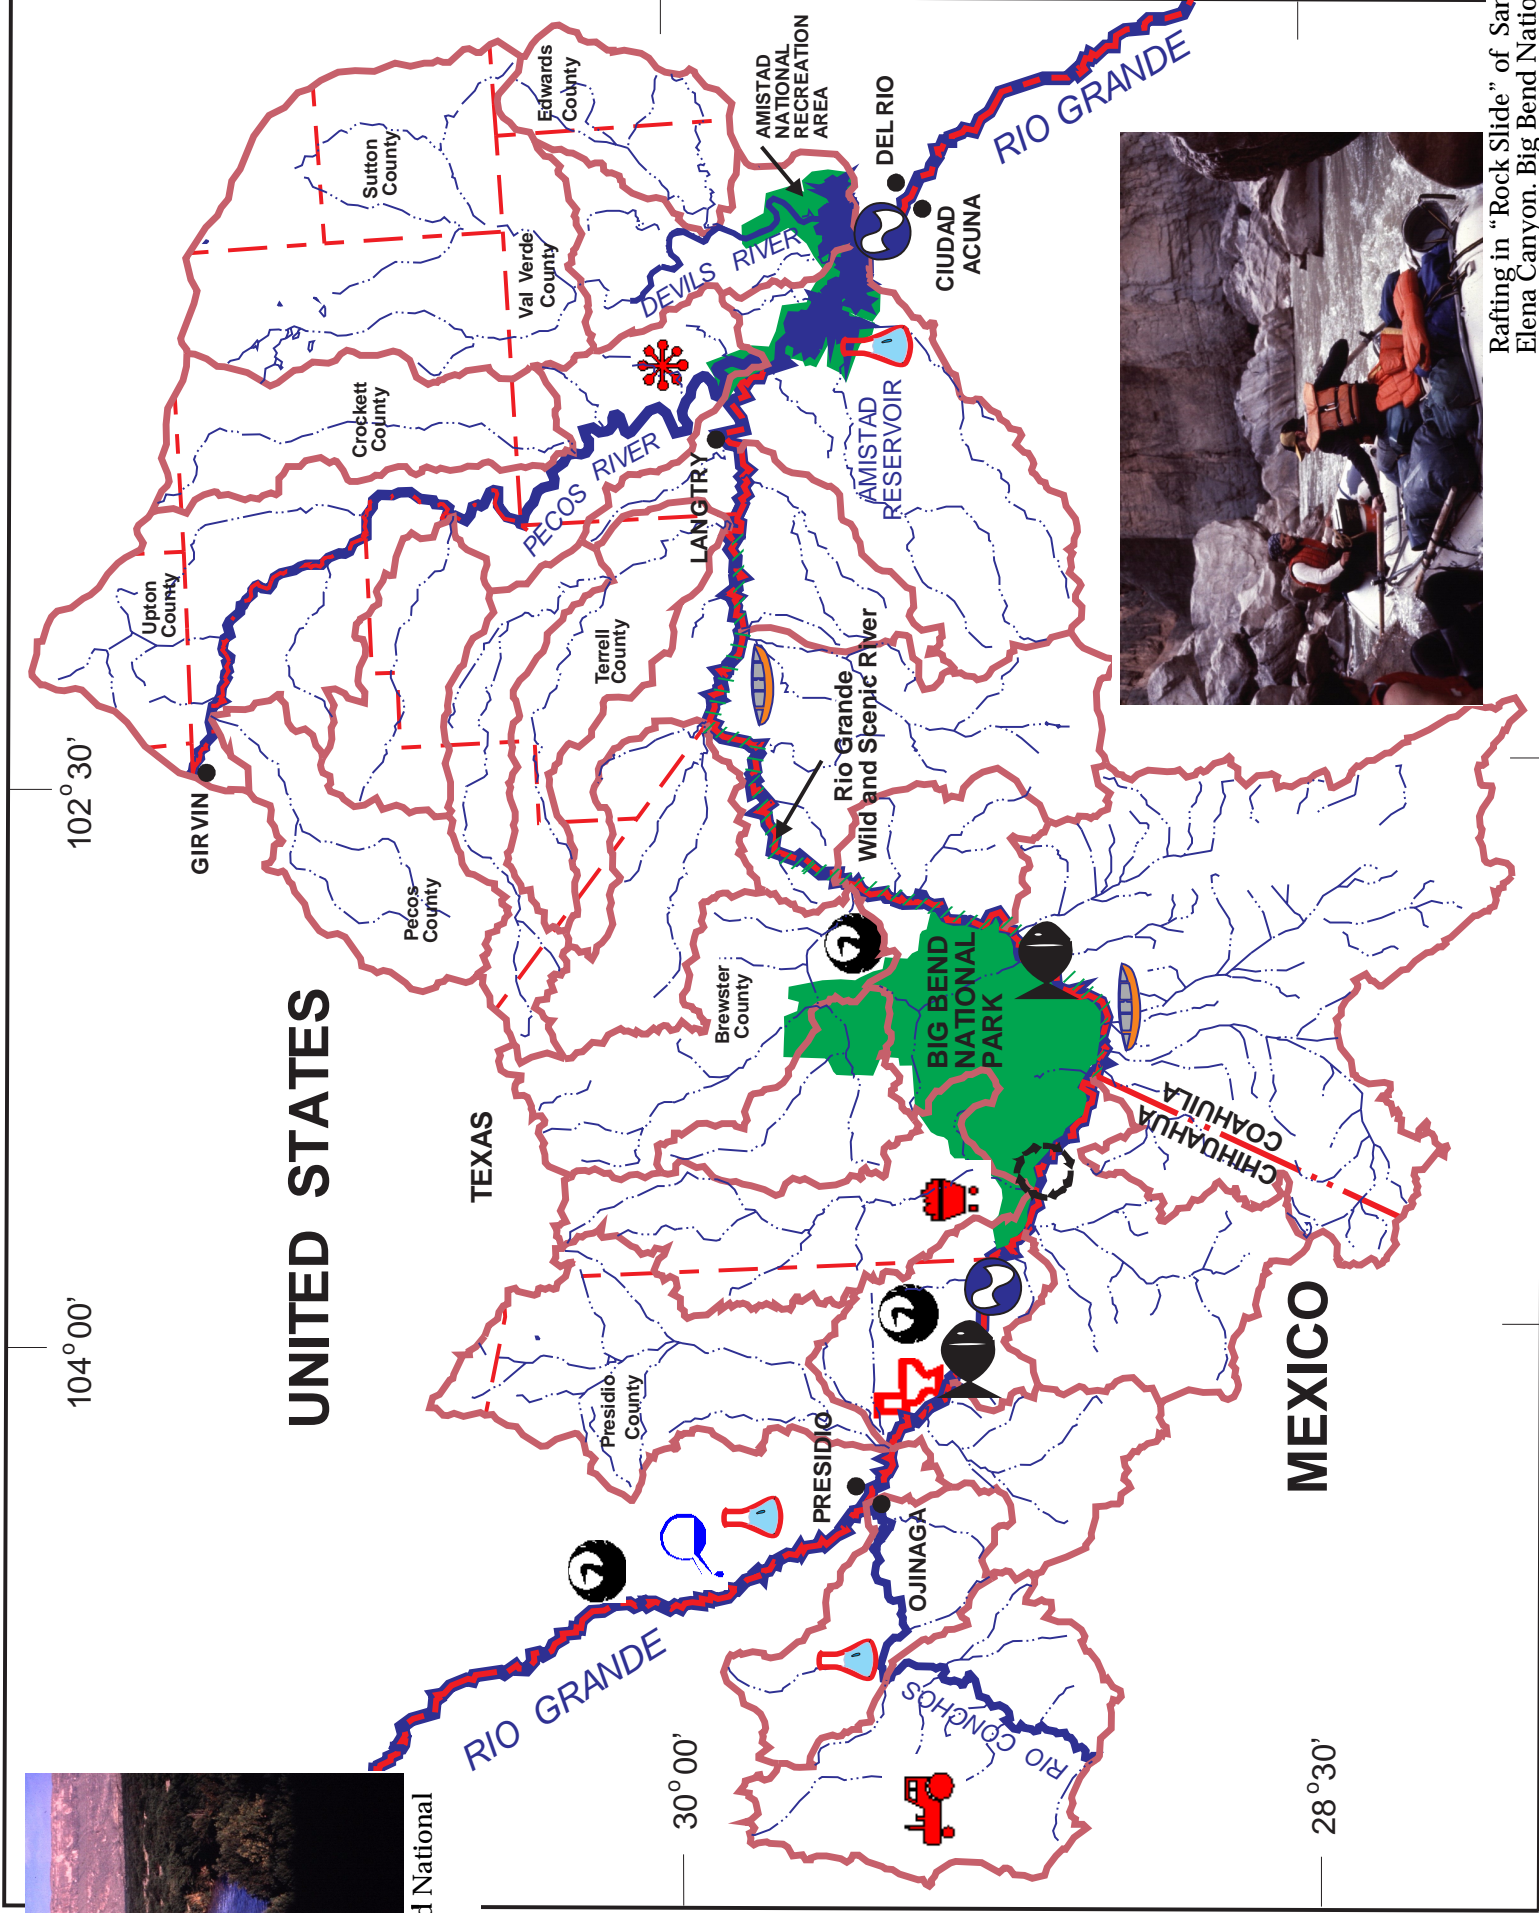 UNITED STATES
TEXAS
MEXICO
104°00'
102°30'
30°00'
28°30'
RIO GRANDE
RIO CONCHOS
OJINAGA
PRESIDIO
Presidio
County
Brewster
County
Pecos
County
GIRVIN
Upton
County
Terrell
County
Crockett
County
Sutton
County
Edwards
County
Val Verde
County
BIG BEND
NATIONAL
PARK
CHIHUAHUA
COAHUILA
Rio Grande
Wild and Scenic River
LANGTRY
PECOS RIVER
DEVILS RIVER
AMISTAD
RESERVOIR
AMISTAD
NATIONAL
RECREATION
AREA
DEL RIO
CIUDAD
ACUNA
RIO GRANDE
d National
Rafting in “Rock Slide” of
Elena Canyon, Big Bend